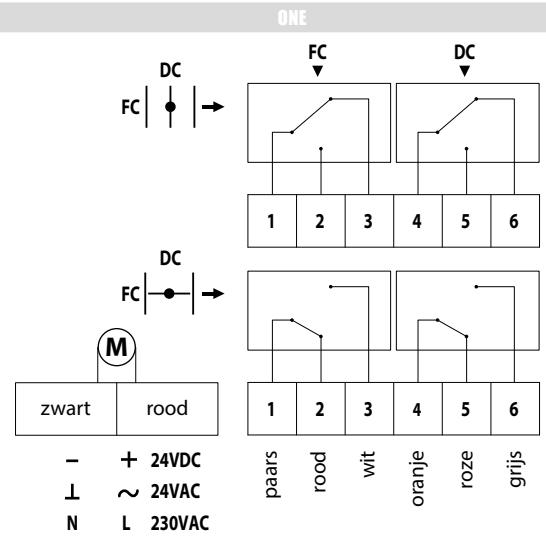 ONE
FC DC
DC
FC
1 2 3 4 5 6
DC
FC
M
zwart rood
1 2 3 4 5 6
− + 24VDC
⊥ ~ 24VAC
N L 230VAC
paars rood wit oranje roze grijs